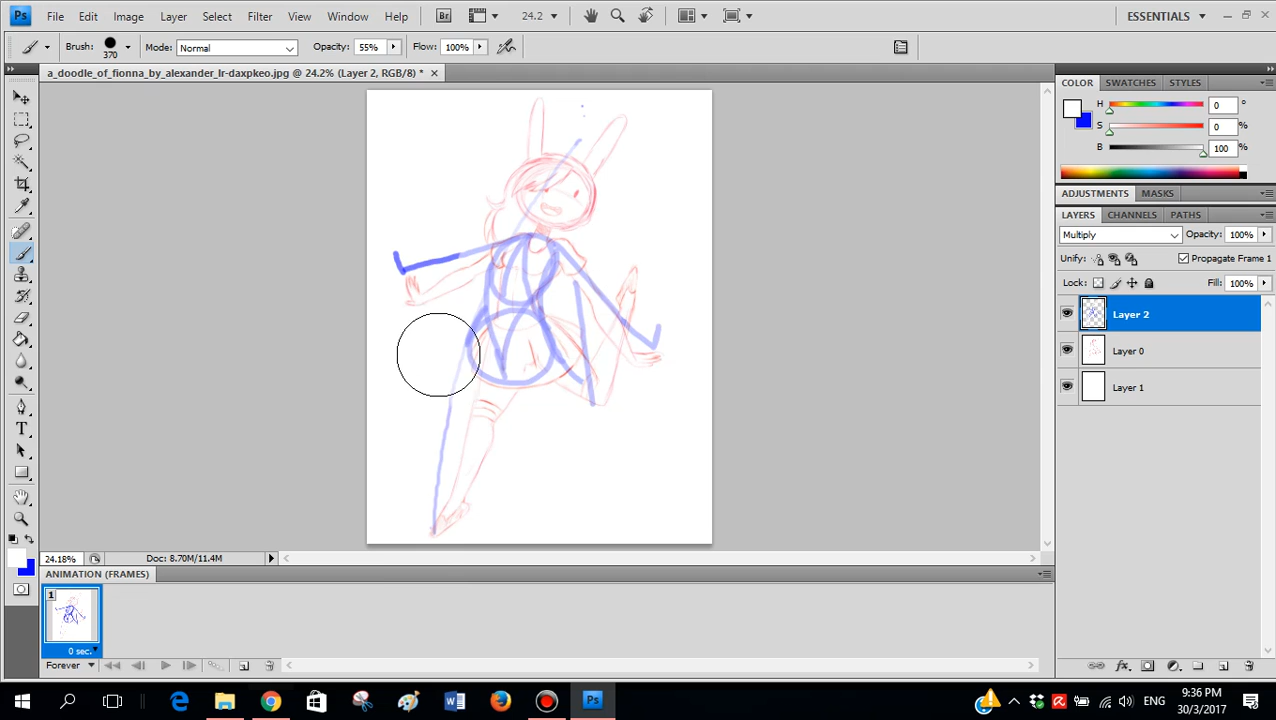 Ps File Edit Image Layer Select Filter View Window Help Br 24.2 ESSENTIALS
Brush: 370 Mode: Normal Opacity: 55% Flow: 100%
a_doodle_of_fionna_by_alexander_lr-daxpkeo.jpg @ 24.2% (Layer 2, RGB/8) *
COLOR SWATCHES STYLES
H 0 °
S 0 %
B 100 %
ADJUSTMENTS MASKS
LAYERS CHANNELS PATHS
Multiply Opacity: 100%
Unify: Propagate Frame 1
Lock: Fill: 100%
Layer 2
Layer 0
Layer 1
T
24.18% Doc: 8.70M/11.4M
ANIMATION (FRAMES)
1
0 sec.
Forever
fx
W Ps ENG 9:36 PM
30/3/2017 1